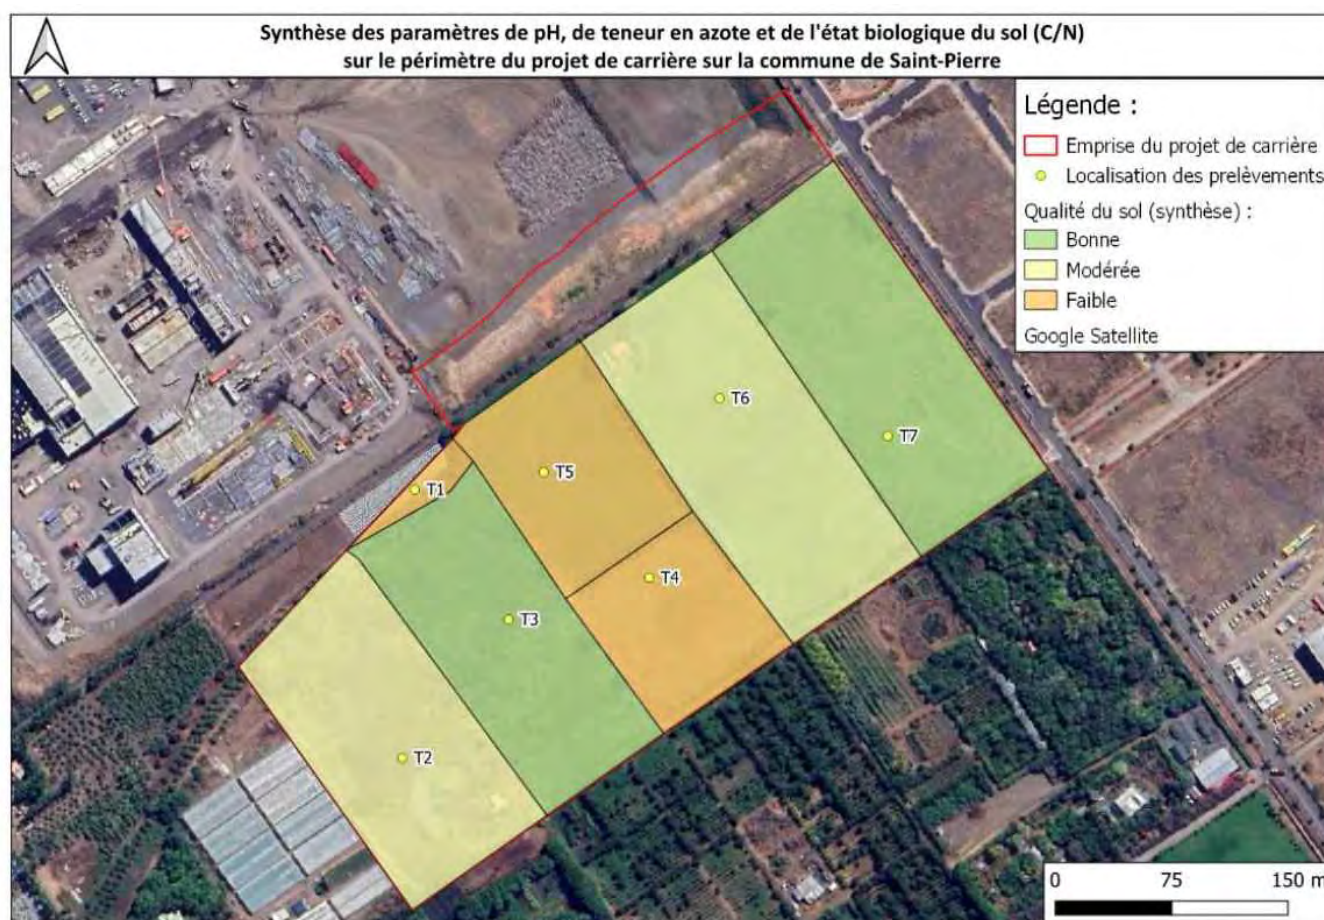 Synthèse des paramètres de pH, de teneur en azote et de l'état biologique du sol (C/N)
sur le périmètre du projet de carrière sur la commune de Saint-Pierre
Légende :
Emprise du projet de carrière
Localisation des prelèvements
Qualité du sol (synthèse) :
Bonne
Modérée
Faible
Google Satellite
T6
T7
T5
T1
T4
T3
T2
0 75 150 m